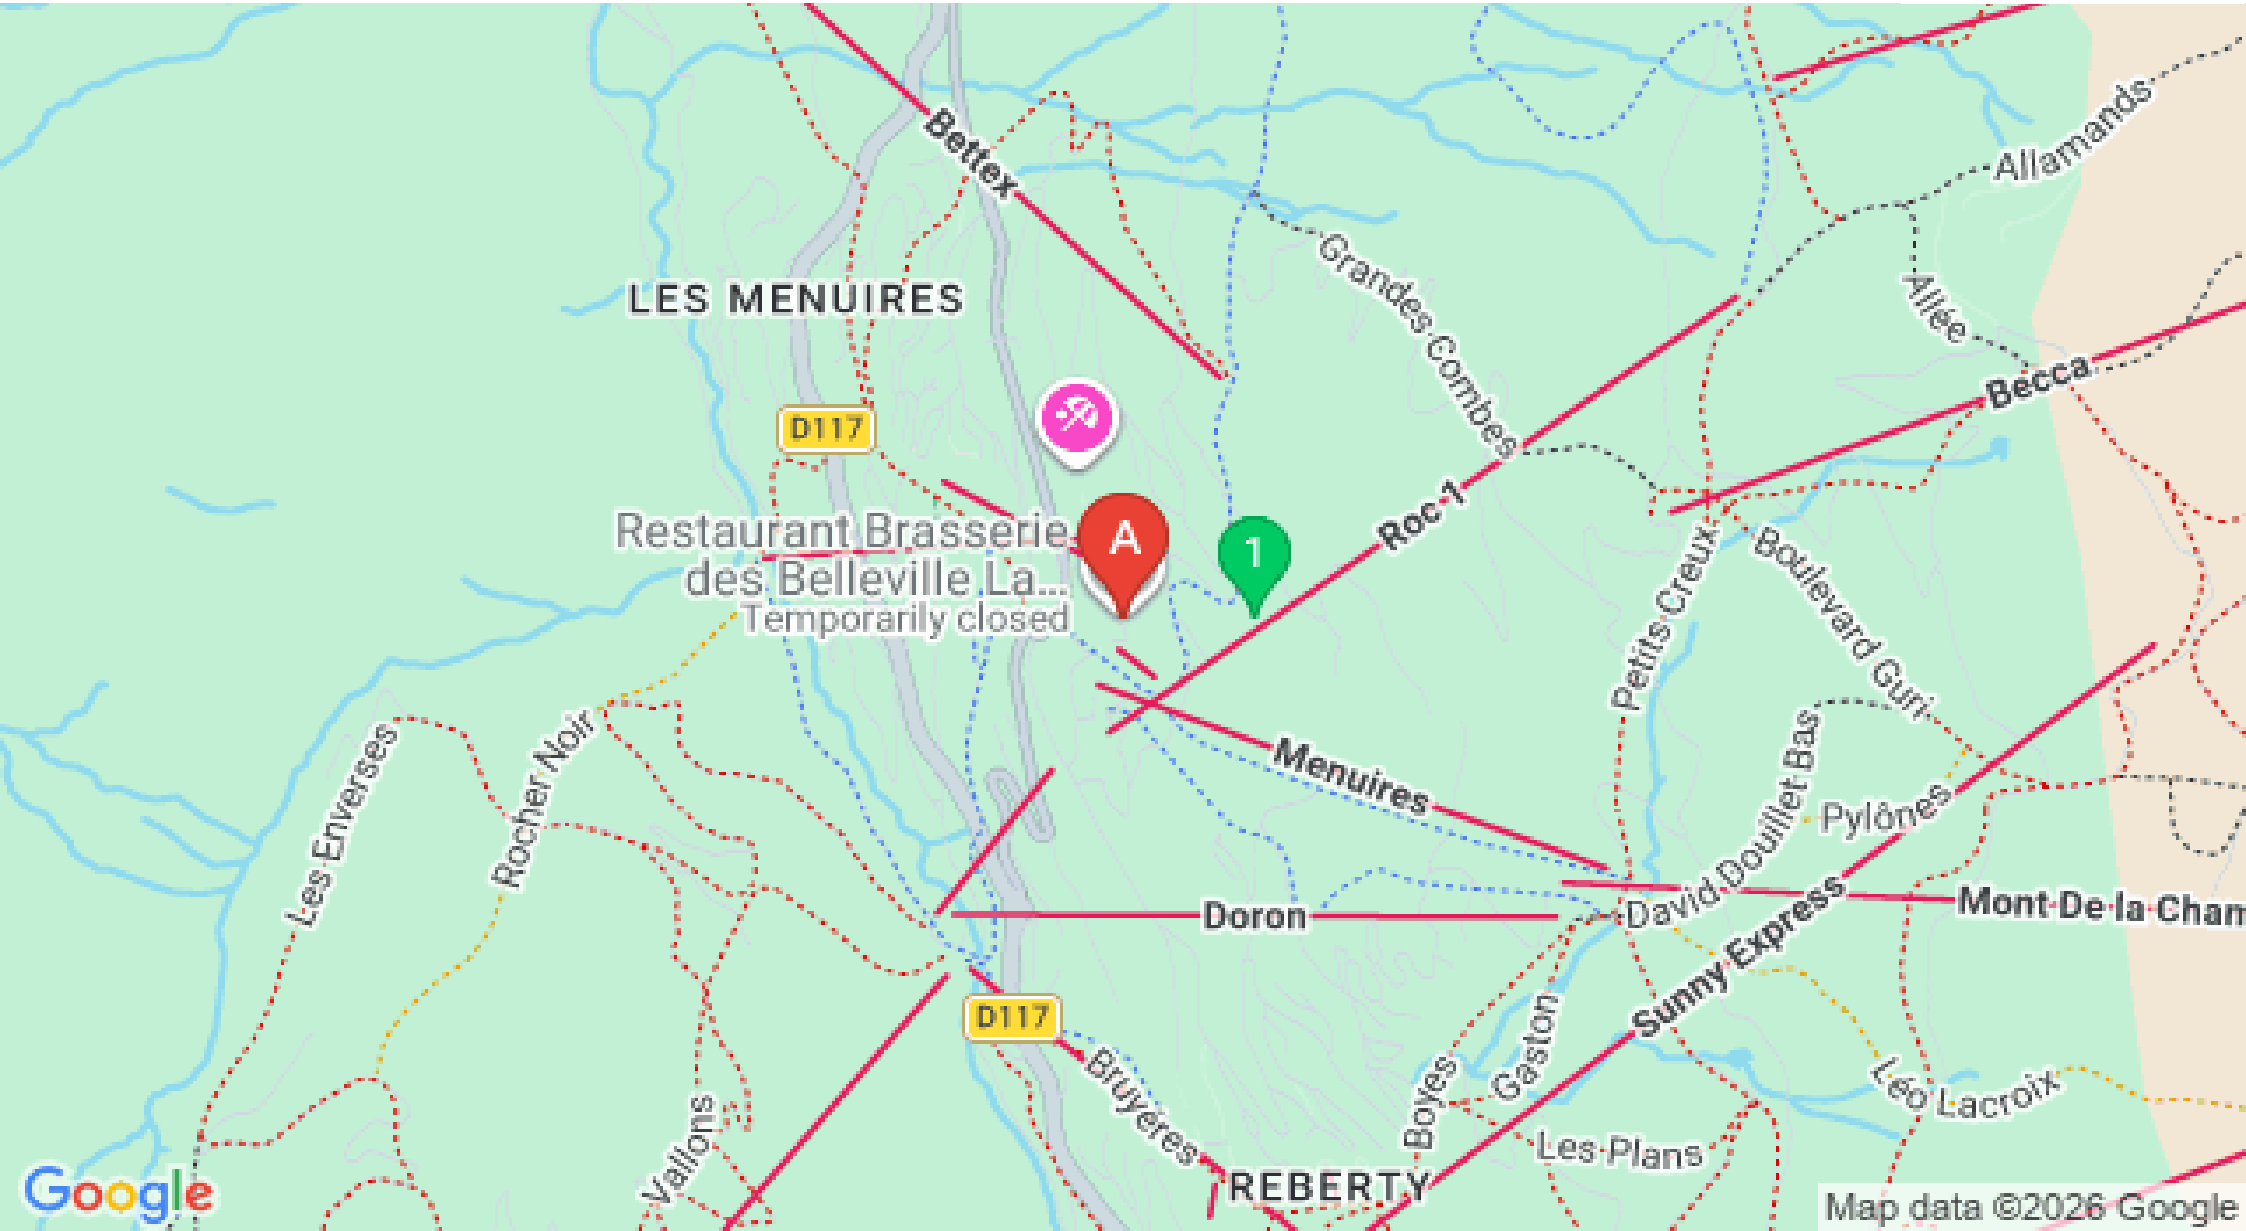 Bettex
Allamands
Grandes Combes
LES MENUIRES
Allée
Becca
D117
Roc 1
Restaurant Brasserie
des Belleville La...
Temporarily closed
A
1
Petits Creux
Boulevard Guri
Les Enverses
Rocher Noir
Menuires
David Douillet Bas
Pylônes
Doron
Mont De la Cham
Sunny Express
D117
Bruyéres
Gaston
Boyes
Léo Lacroix
Les Plans
Vallons
REBERTY
Google
Map data ©2026 Google